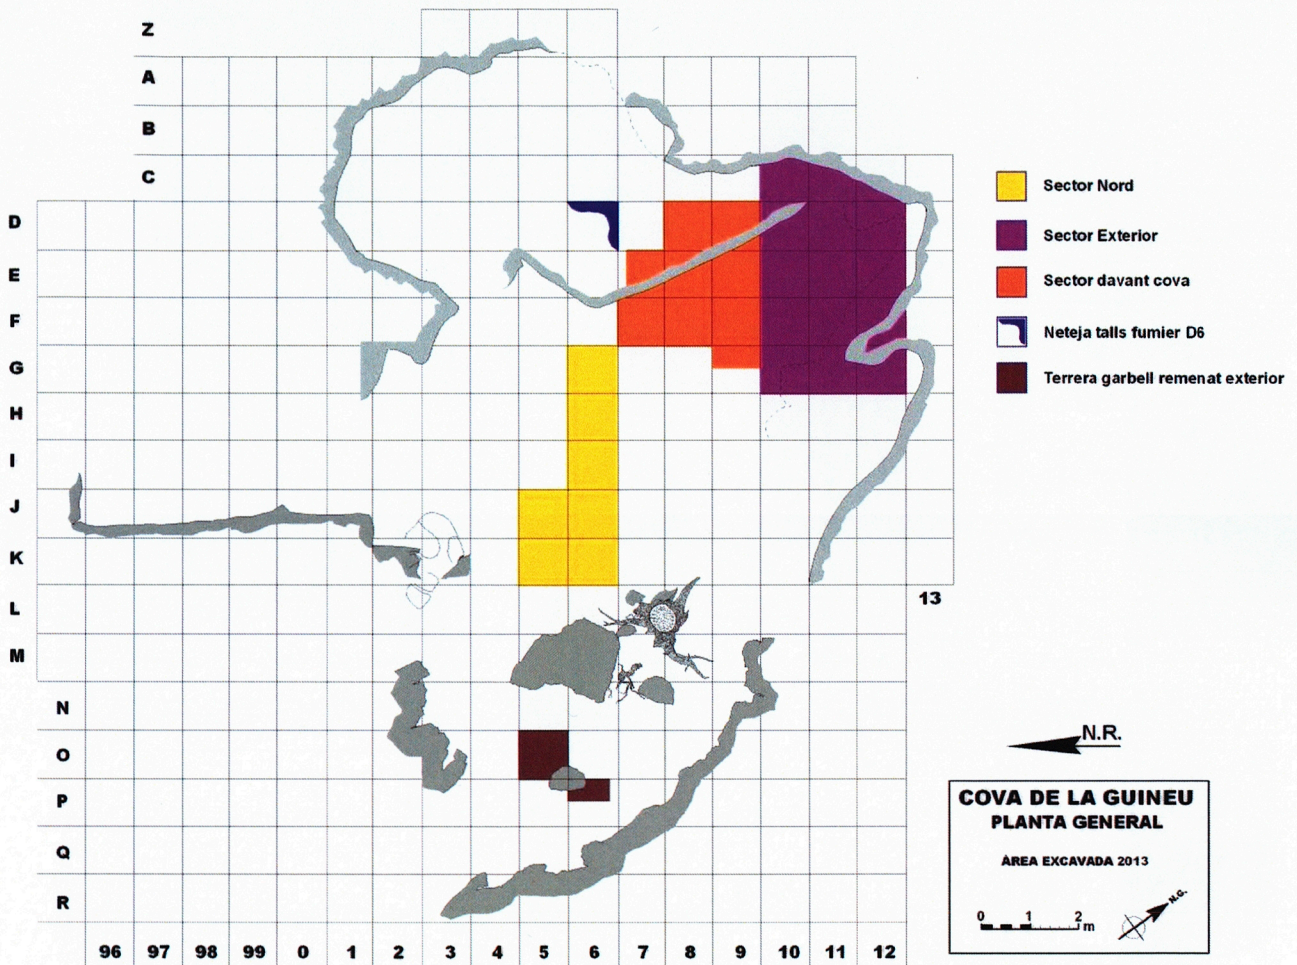 Z
A
B
C
D
E
F
G
H
I
J
K
L
M
N
O
P
Q
R
96 97 98 99 0 1 2 3 4 5 6 7 8 9 10 11 12
13
Sector Nord
Sector Exterior
Sector davant cova
Neteja talls fumier D6
Terrera garbell remenat exterior
N.R.
COVA DE LA GUINEU
PLANTA GENERAL
ÀREA EXCAVADA 2013
0 1 2 m
N.G.